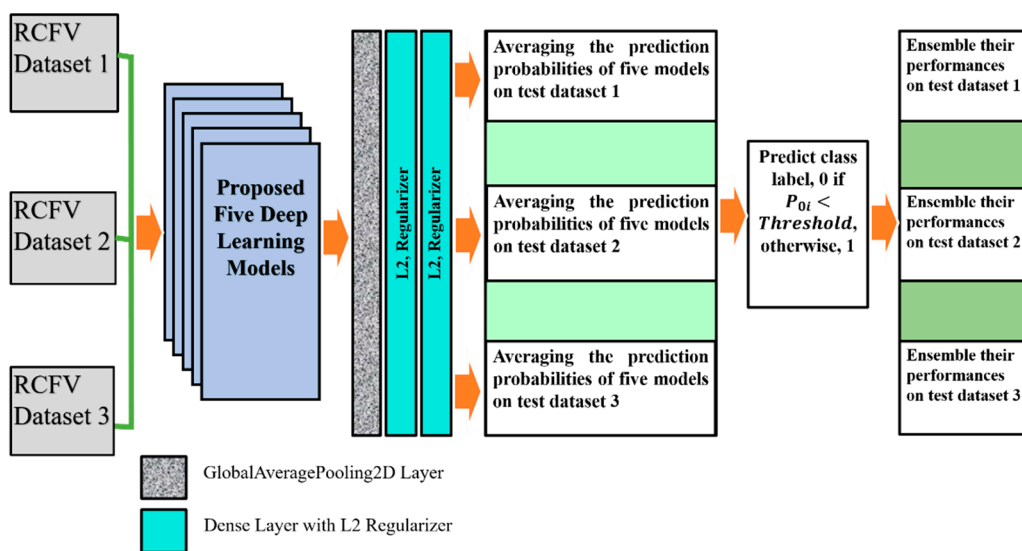 RCFV
Dataset 1
RCFV
Dataset 2
RCFV
Dataset 3
Proposed
Five Deep
Learning
Models
L2, Regularizer
L2, Regularizer
Averaging the prediction
probabilities of five models
on test dataset 1
Averaging the prediction
probabilities of five models
on test dataset 2
Averaging the prediction
probabilities of five models
on test dataset 3
Predict class
label, 0 if
P0i <
Threshold,
otherwise, 1
Ensemble their
performances
on test dataset 1
Ensemble their
performances
on test dataset 2
Ensemble their
performances
on test dataset 3
GlobalAveragePooling2D Layer
Dense Layer with L2 Regularizer